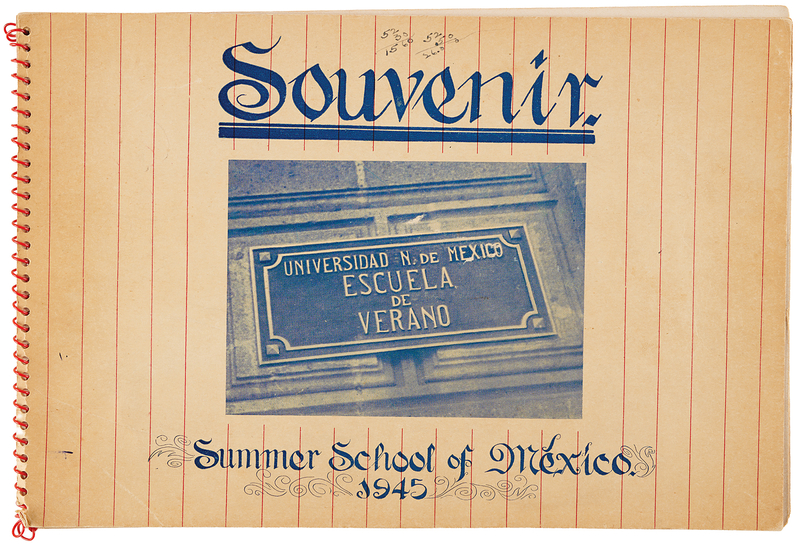 Souvenir.
UNIVERSIDAD N. DE MEXICO
ESCUELA
DE
VERANO
Summer School of México.
1945